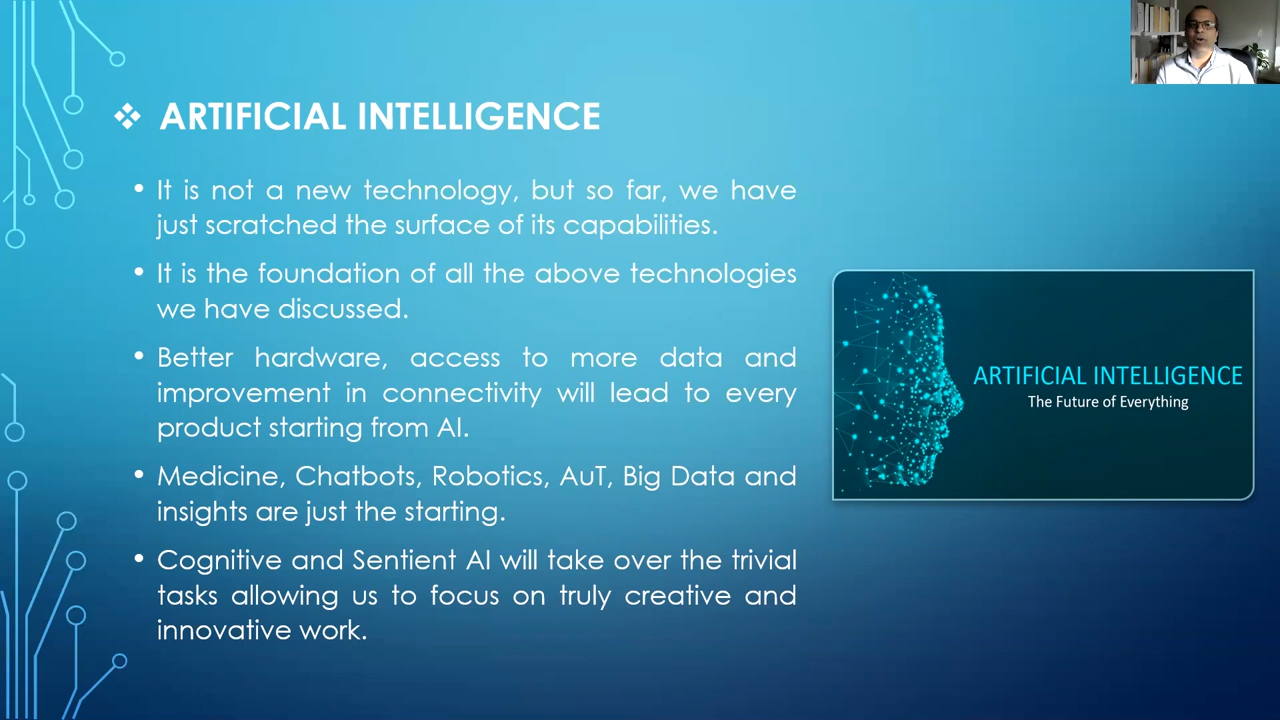 ❖ ARTIFICIAL INTELLIGENCE
• It is not a new technology, but so far, we have
just scratched the surface of its capabilities.
• It is the foundation of all the above technologies
we have discussed.
• Better hardware, access to more data and
improvement in connectivity will lead to every
product starting from AI.
• Medicine, Chatbots, Robotics, AuT, Big Data and
insights are just the starting.
• Cognitive and Sentient AI will take over the trivial
tasks allowing us to focus on truly creative and
innovative work.
ARTIFICIAL INTELLIGENCE
The Future of Everything